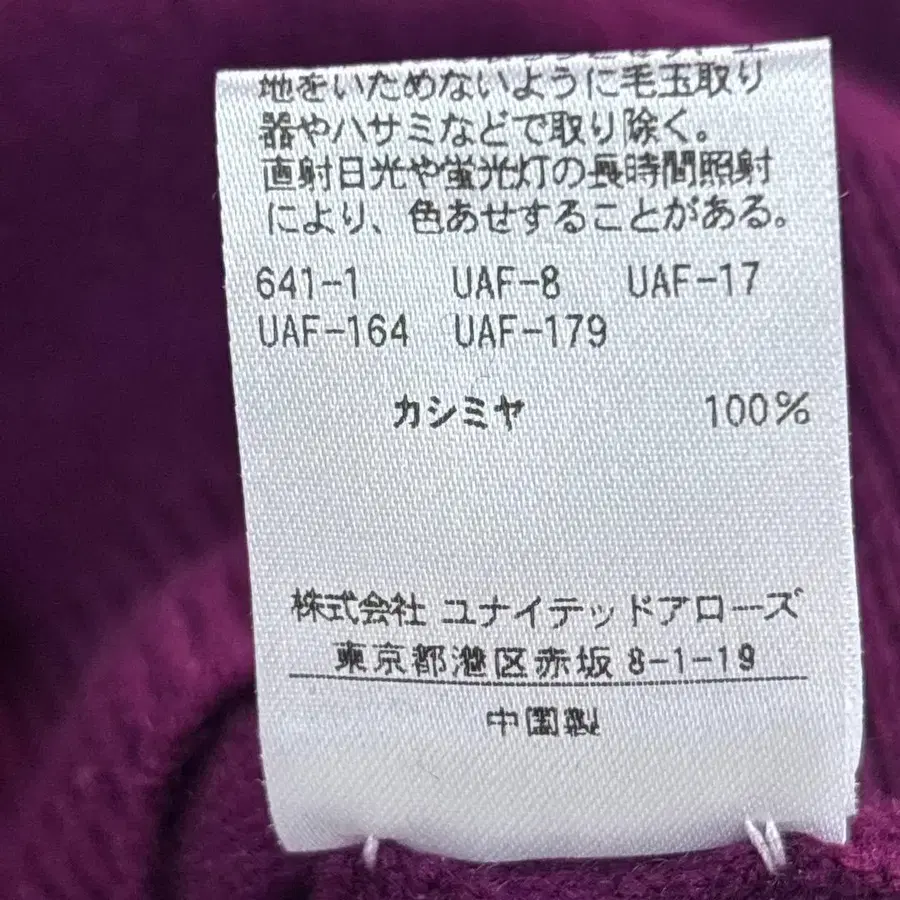 地をいためないように毛玉取り
器やハサミなどで取り除く。
直射日光や蛍光灯の長時間照射
により、色あせすることがある。
641-1 UAF-8 UAF-17
UAF-164 UAF-179
カシミヤ 100%
株式会社 ユナイテッドアローズ
東京都港区赤坂 8-1-19
中国製